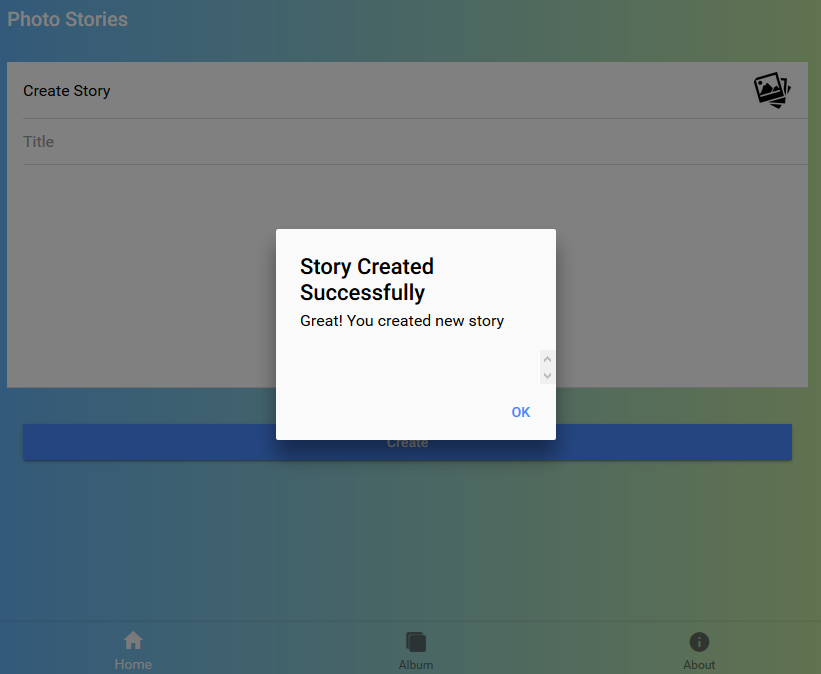 Photo Stories
Create Story
Title
Story Created
Successfully
Great! You created new story
OK
Create
Home
Album
About